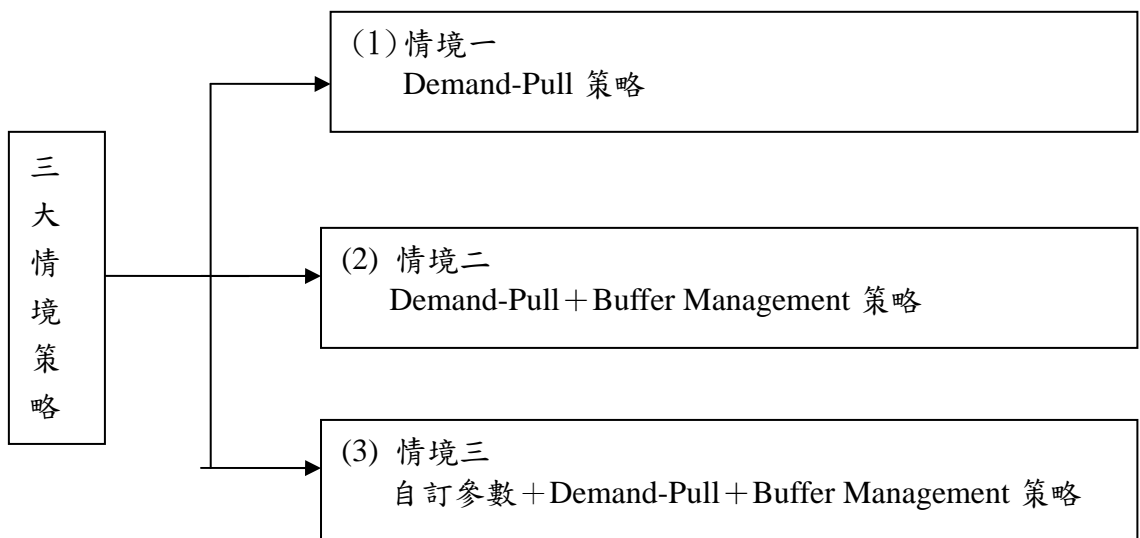 三大情境策略
(1)情境一
Demand-Pull 策略
(2) 情境二
Demand-Pull＋Buffer Management 策略
(3) 情境三
自訂參數＋Demand-Pull＋Buffer Management 策略